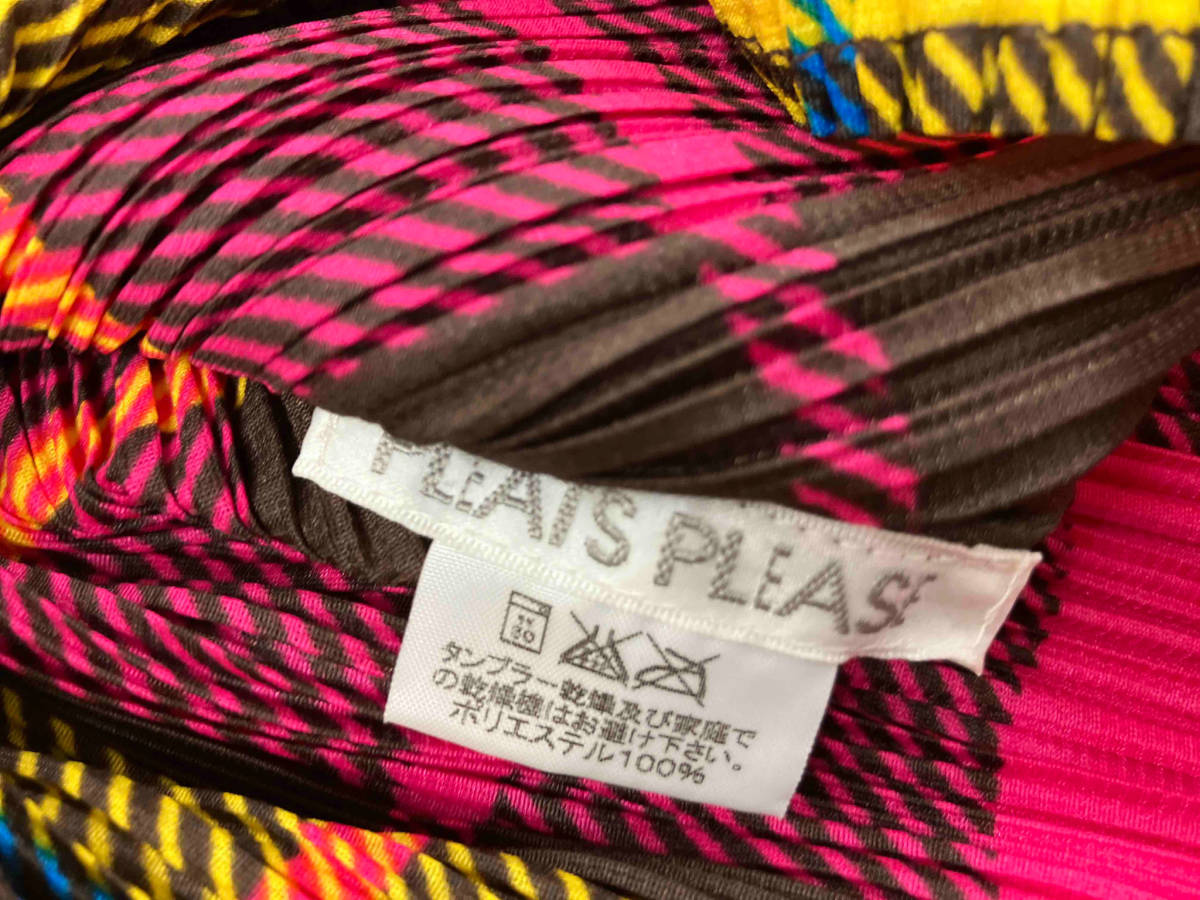 PLEATS PLEASE
タンブラー乾燥及び家庭で
の乾燥機はお避け下さい。
ポリエステル100%